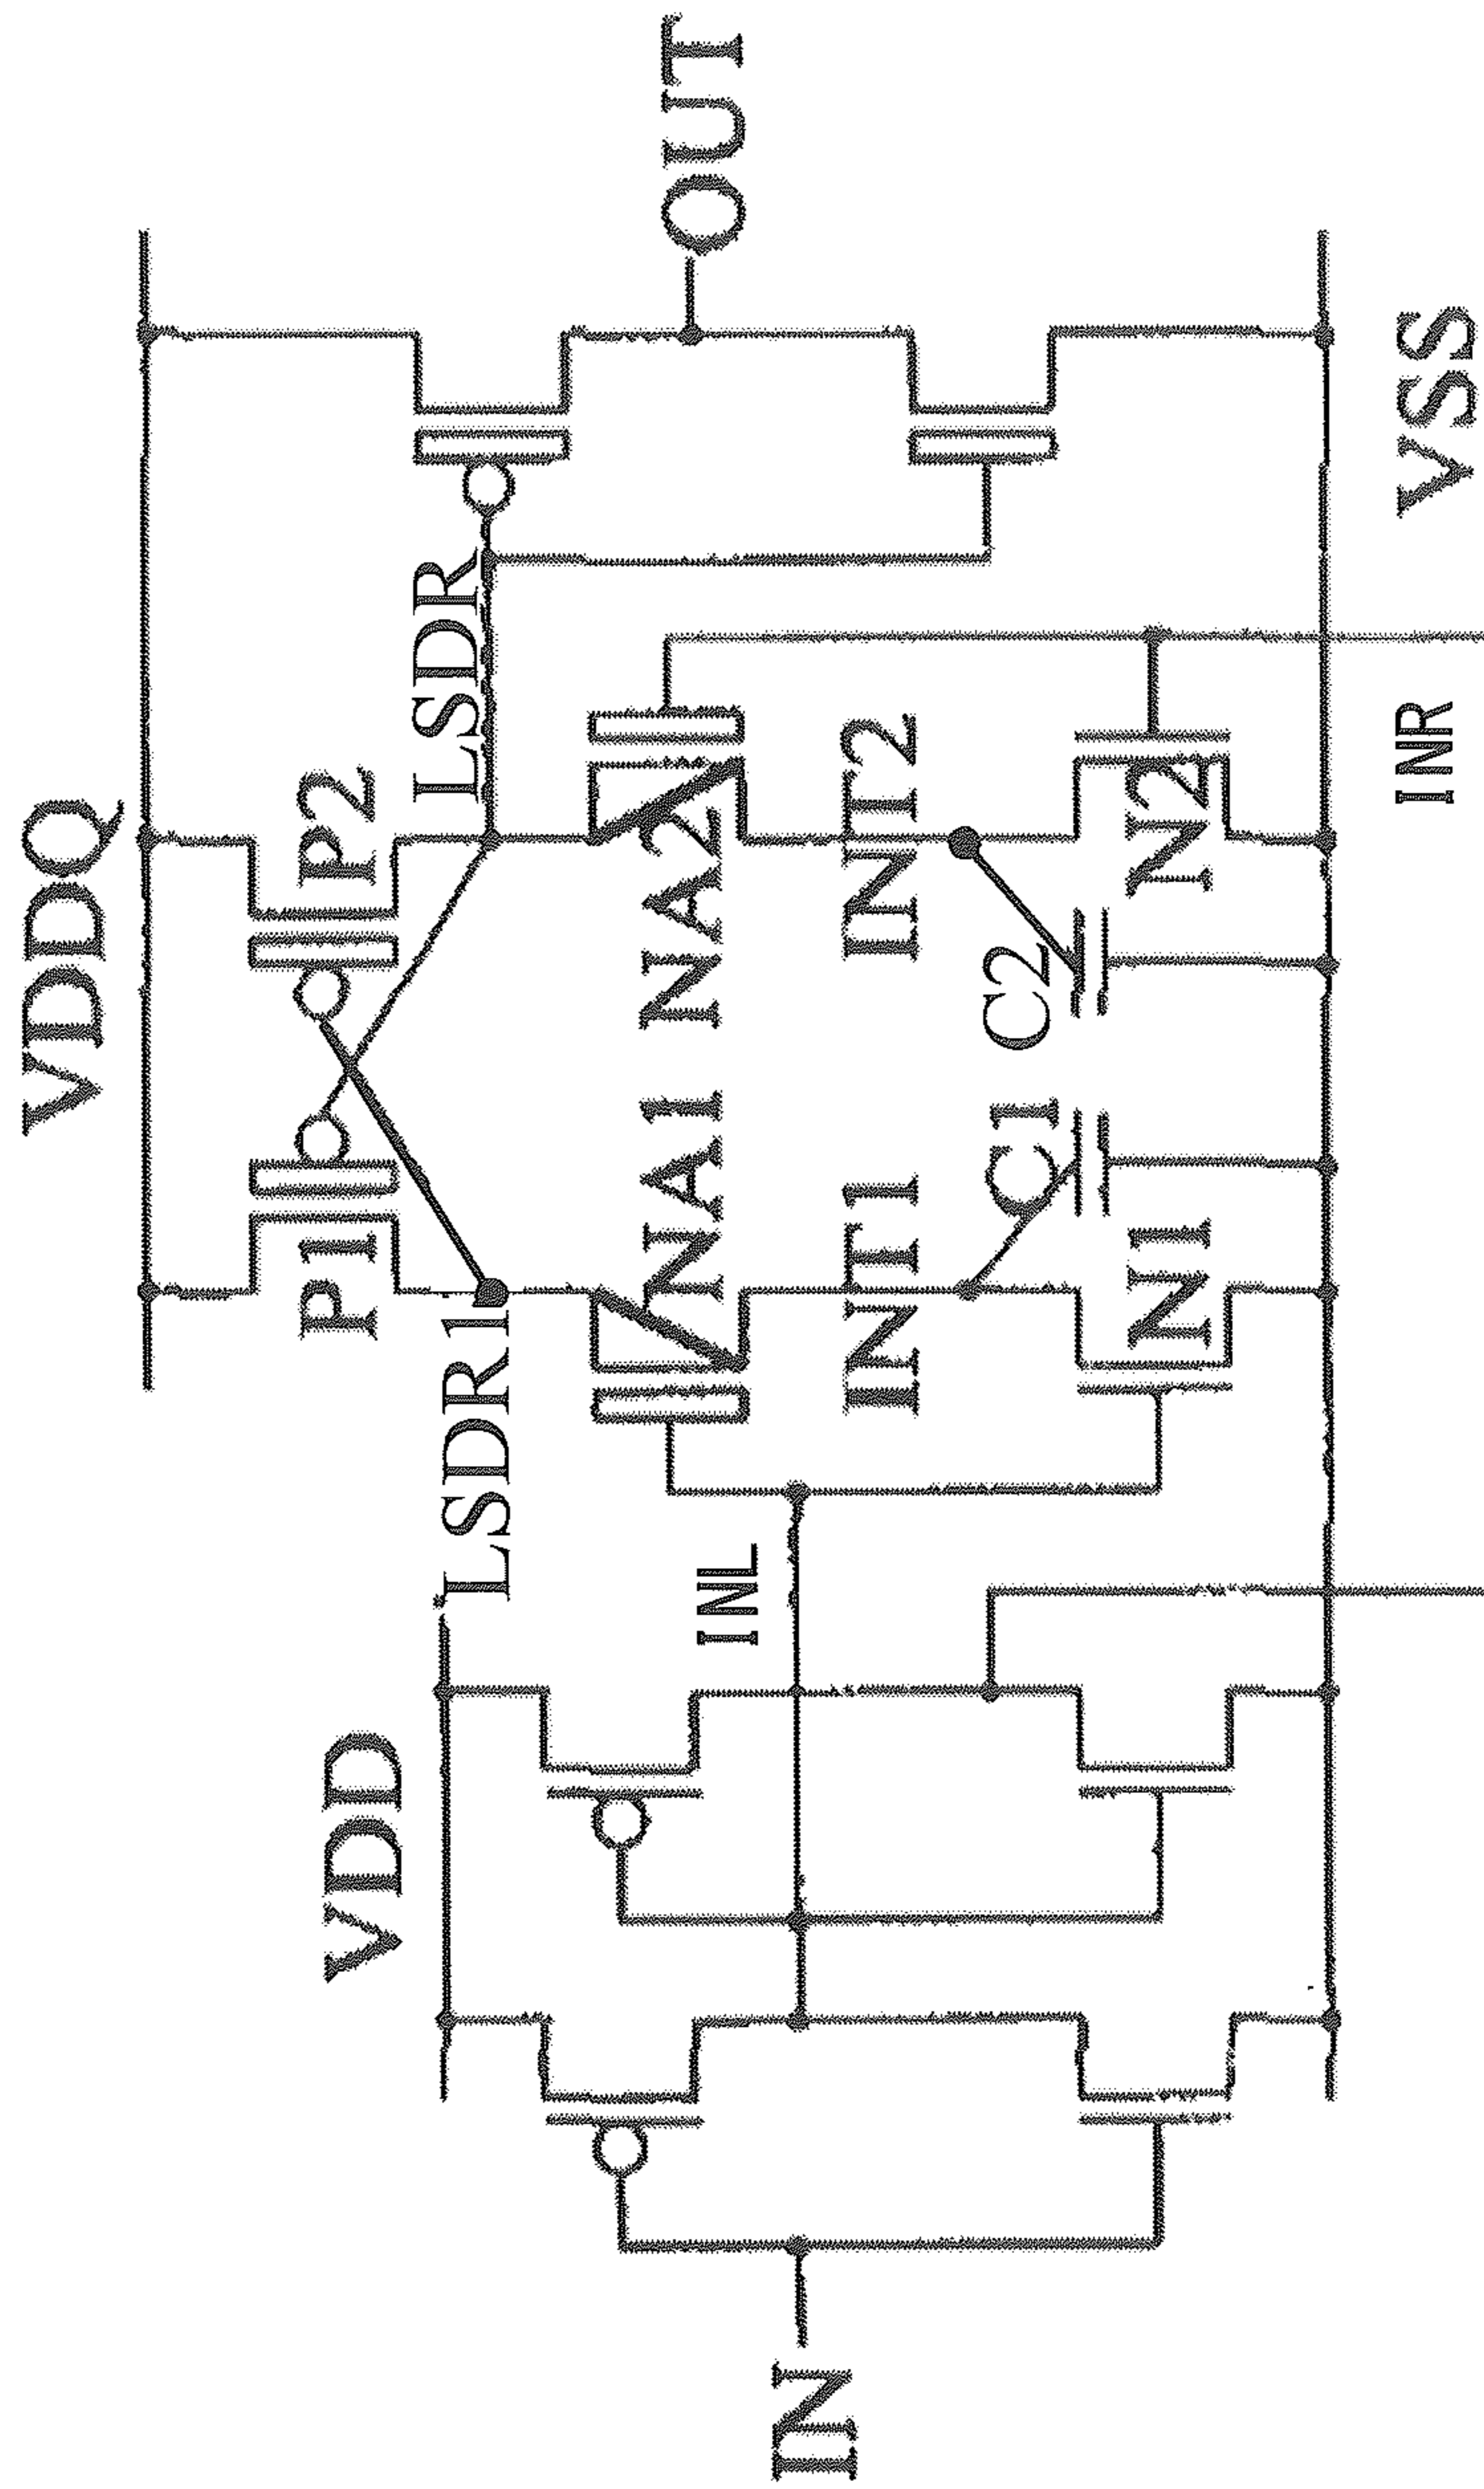 VDDQ
P1
P2
LSDR1
LSDR
OUT
VDD
INL
NA1
NA2
INT1
INT2
C1
C2
N1
N2
IN
INR
VSS